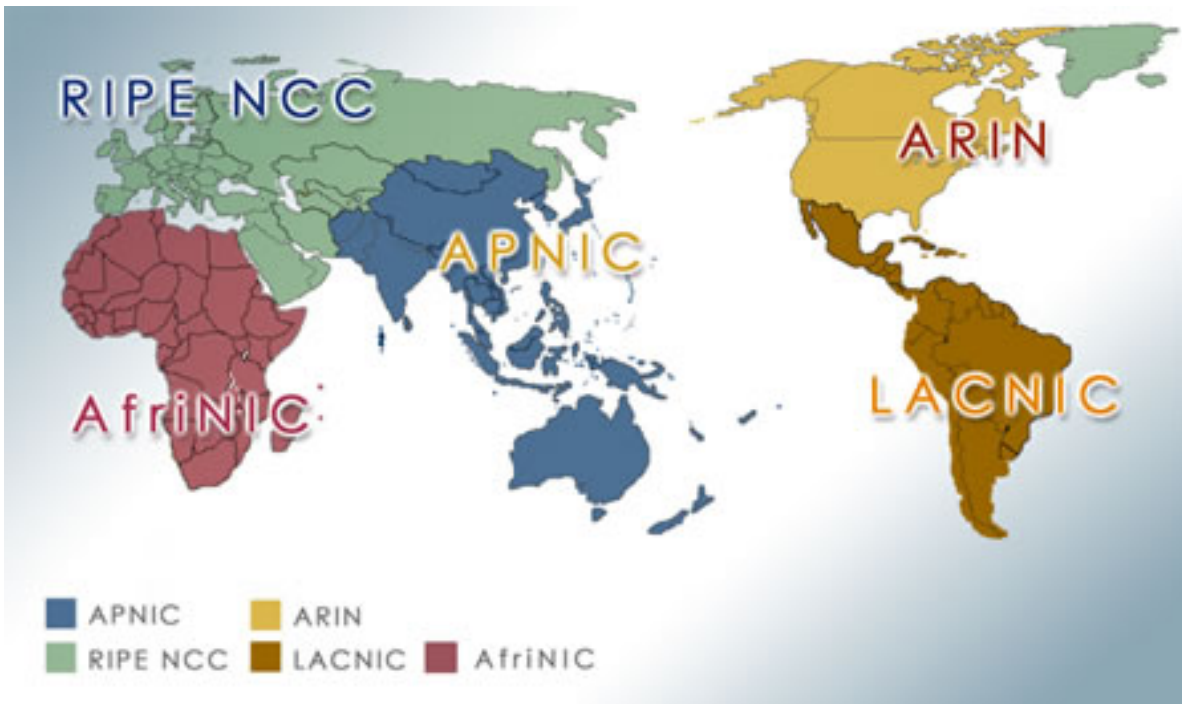 RIPE NCC
ARIN
APNIC
LACNIC
AfriNIC
APNIC ARIN
RIPE NCC LACNIC AfriNIC